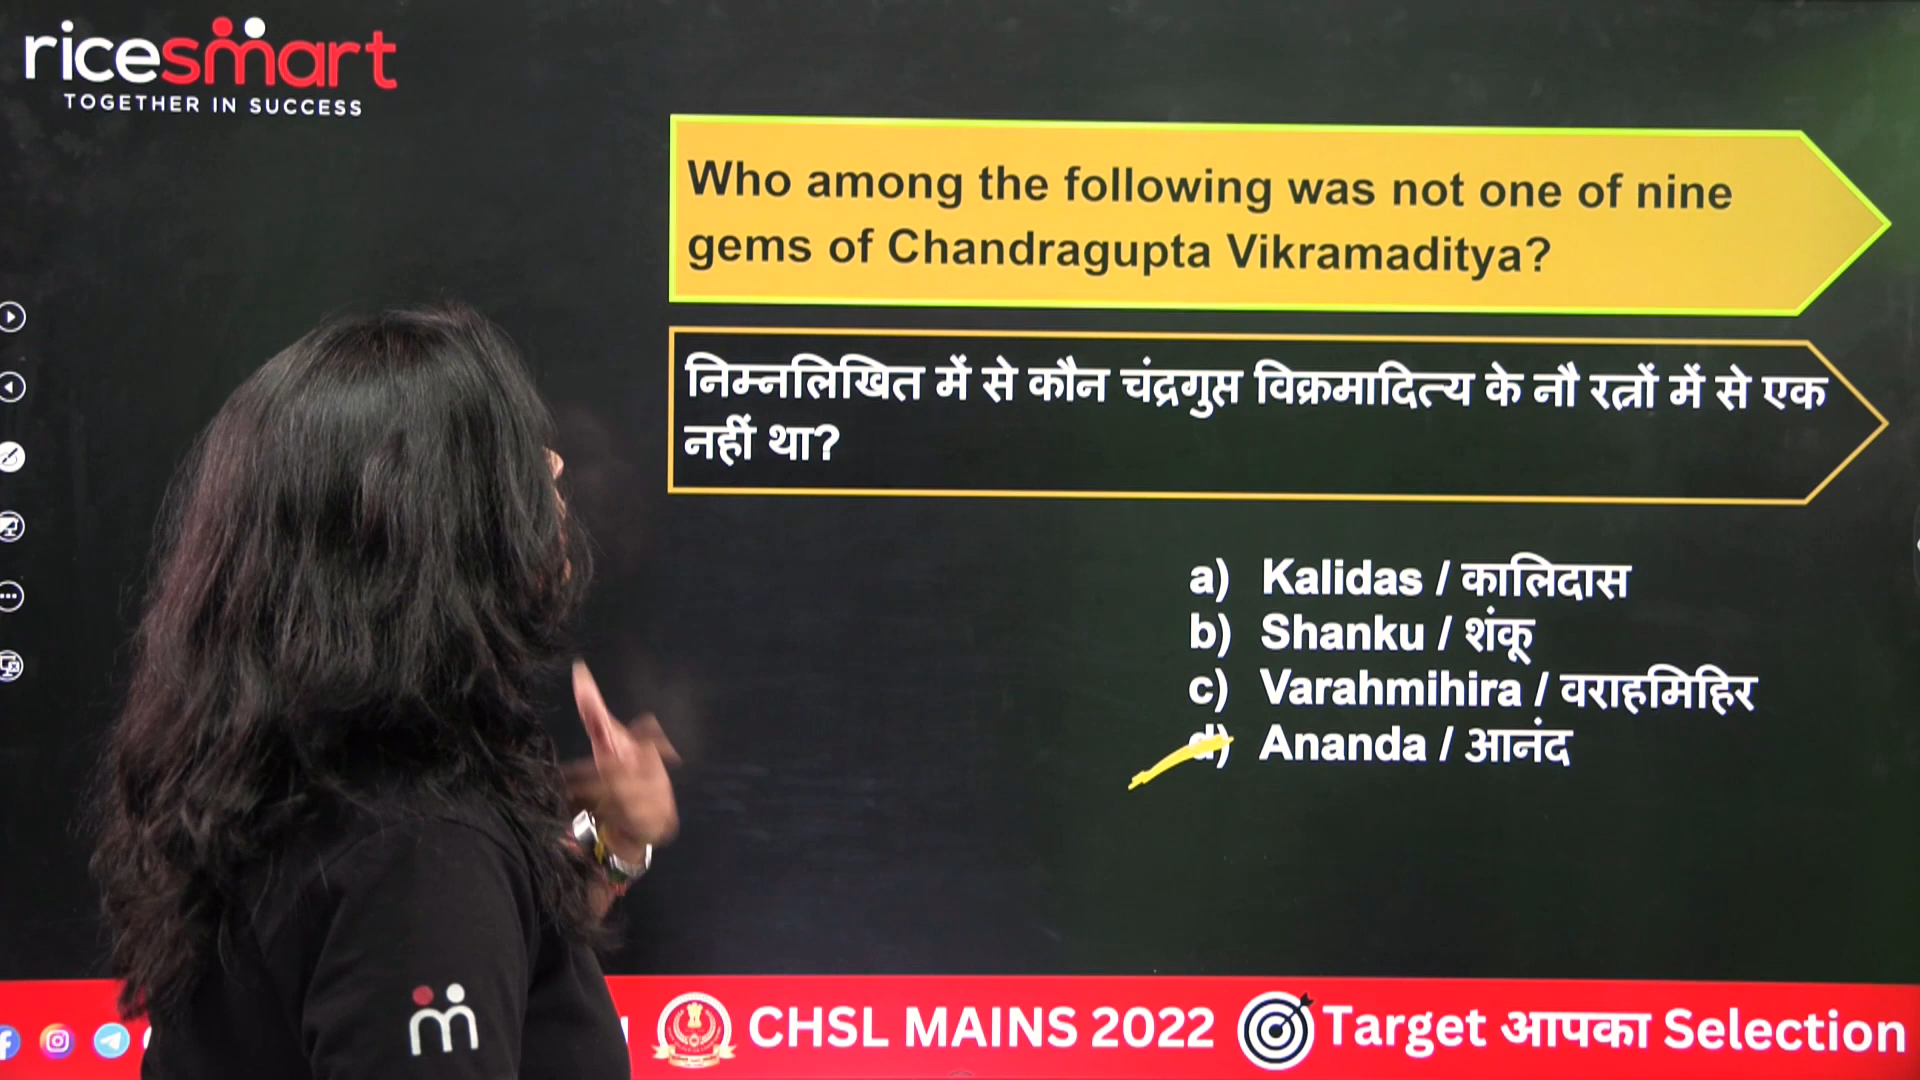 ricesmart
TOGETHER IN SUCCESS
Who among the following was not one of nine
gems of Chandragupta Vikramaditya?
निम्नलिखित में से कौन चंद्रगुप्त विक्रमादित्य के नौ रत्नों में से एक
नहीं था?
a) Kalidas / कालिदास
b) Shanku / शंकू
c) Varahmihira / वराहमिहिर
d) Ananda / आनंद
CHSL MAINS 2022 Target आपका Selection